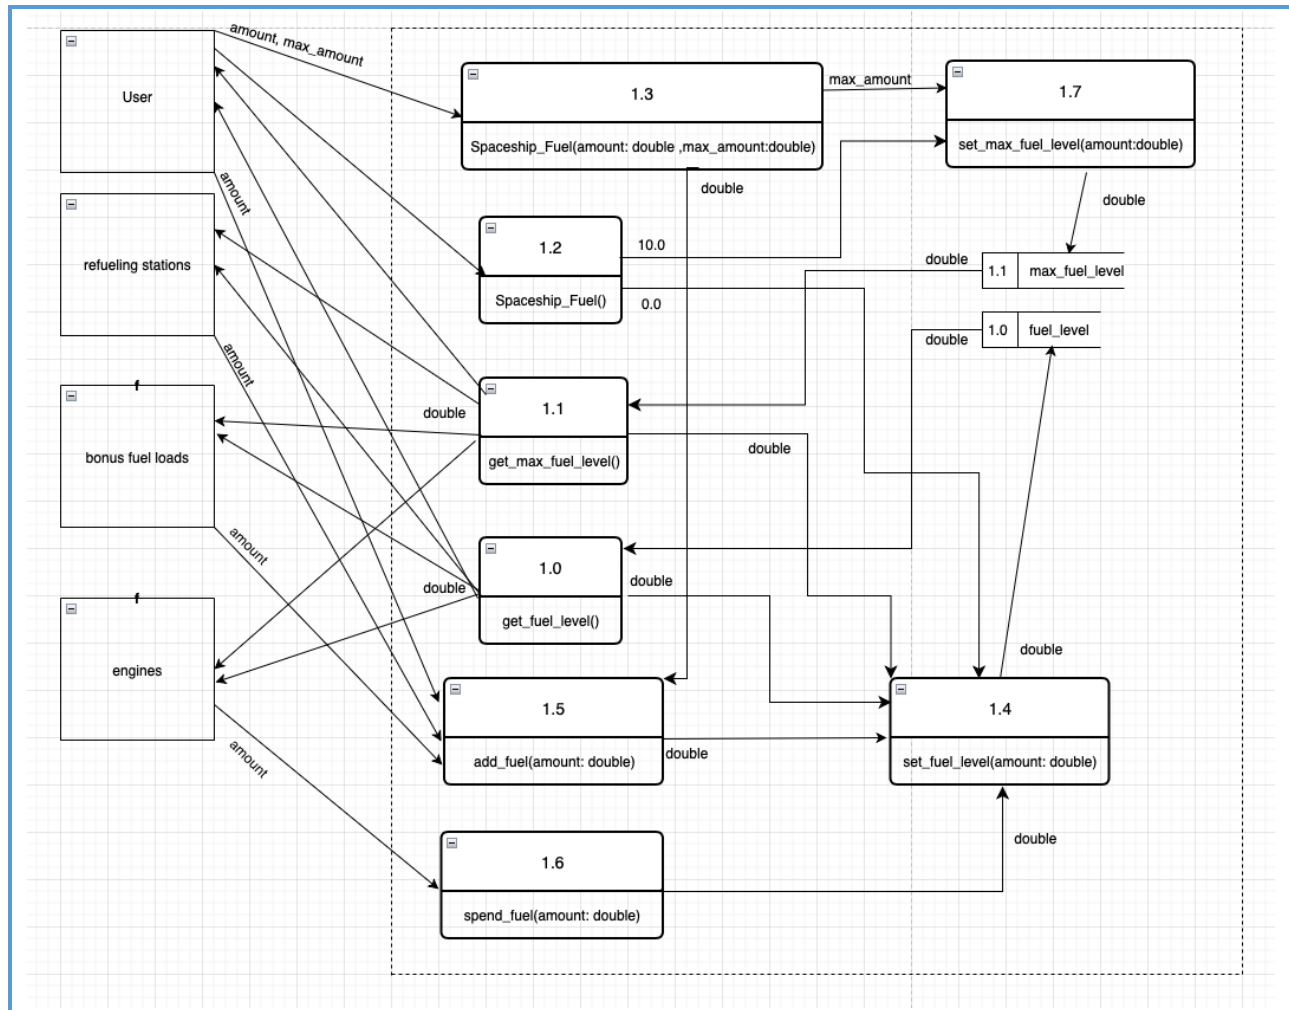 amount, max_amount
User
1.3
Spaceship_Fuel(amount: double ,max_amount:double)
max_amount
1.7
set_max_fuel_level(amount:double)
double
double
amount
refueling stations
1.2
Spaceship_Fuel()
10.0
0.0
double
1.1 max_fuel_level
1.0 fuel_level
double
amount
f
bonus fuel loads
double
1.1
get_max_fuel_level()
double
amount
f
engines
double
1.0
get_fuel_level()
double
double
1.5
add_fuel(amount: double)
double
1.4
set_fuel_level(amount: double)
amount
1.6
spend_fuel(amount: double)
double